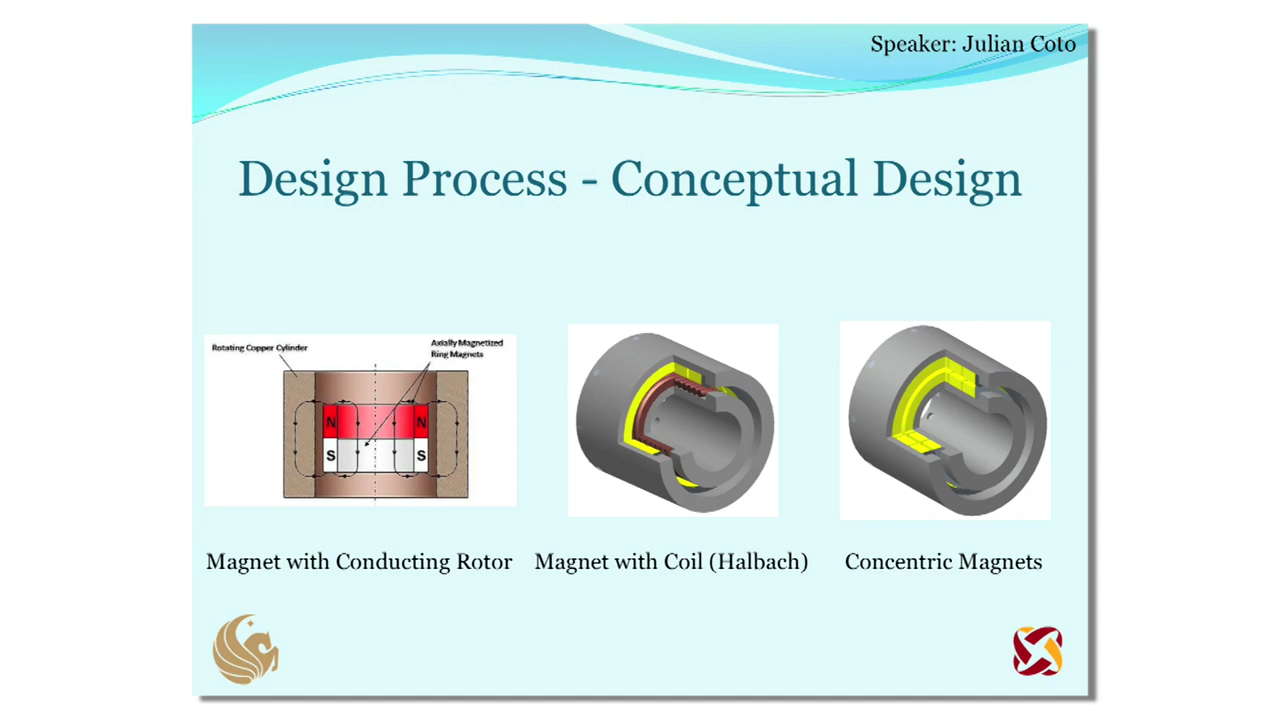 Speaker: Julian Coto
Design Process - Conceptual Design
Rotating Copper Cylinder
Axially Magnetized
Ring Magnets
N
N
S
S
Magnet with Conducting Rotor
Magnet with Coil (Halbach)
Concentric Magnets